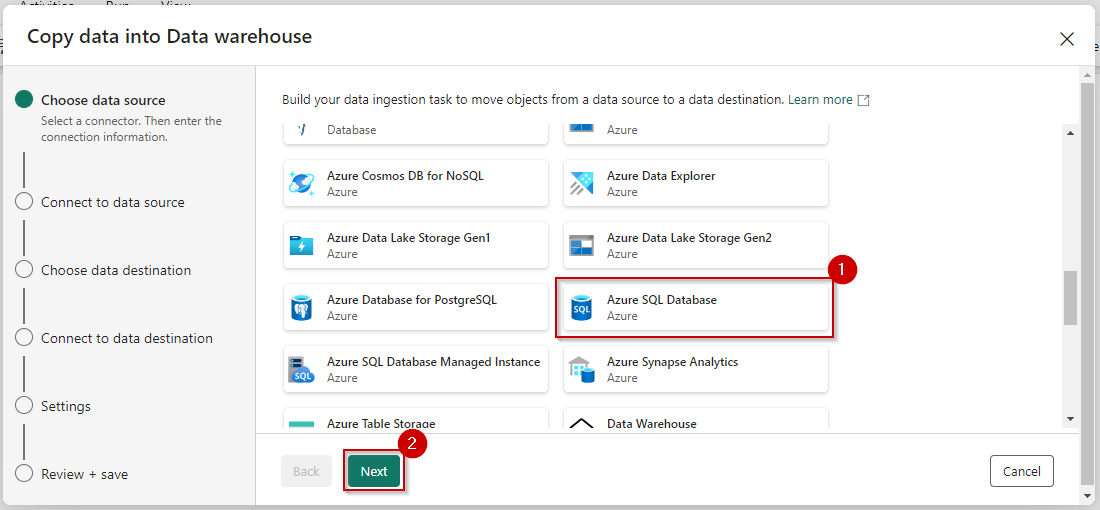 Activities Run View
Copy data into Data warehouse
Choose data source
Select a connector. Then enter the
connection information.
Connect to data source
Choose data destination
Connect to data destination
Settings
Review + save
Build your data ingestion task to move objects from a data source to a data destination. Learn more
Database
Azure
Azure Cosmos DB for NoSQL
Azure
Azure Data Explorer
Azure
Azure Data Lake Storage Gen1
Azure
Azure Data Lake Storage Gen2
Azure
1
Azure Database for PostgreSQL
Azure
SQL
Azure SQL Database
Azure
SQL
Azure SQL Database Managed Instance
Azure
Azure Synapse Analytics
Azure
Azure Table Storage
Data Warehouse
2
Back
Next
Cancel